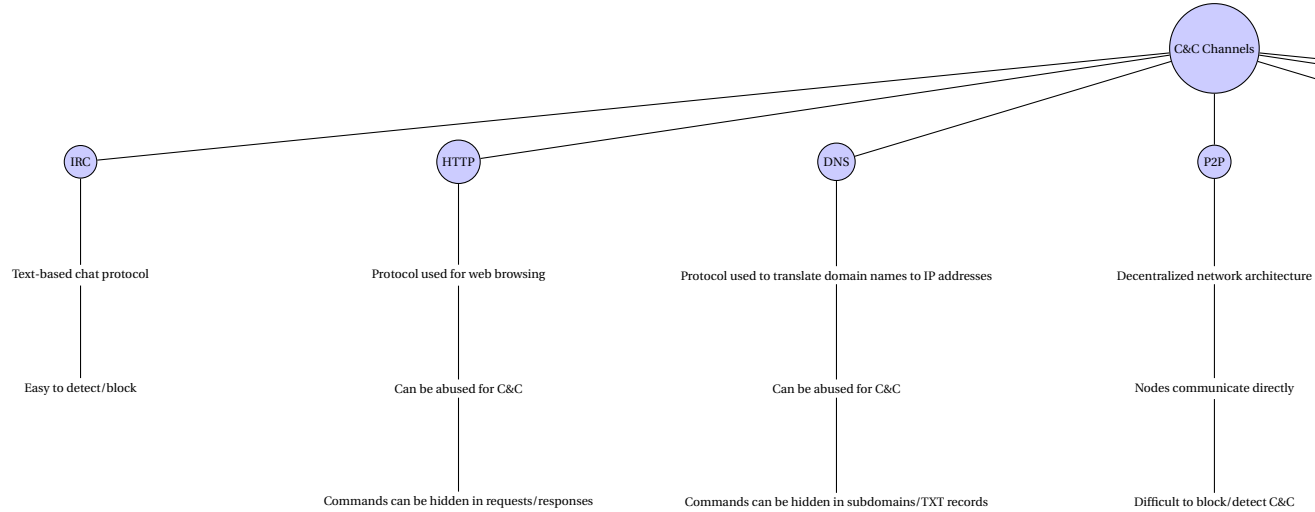 C&C Channels
IRC
HTTP
DNS
P2P
Text-based chat protocol
Protocol used for web browsing
Protocol used to translate domain names to IP addresses
Decentralized network architecture
Easy to detect/block
Can be abused for C&C
Can be abused for C&C
Nodes communicate directly
Commands can be hidden in requests/responses
Commands can be hidden in subdomains/TXT records
Difficult to block/detect C&C